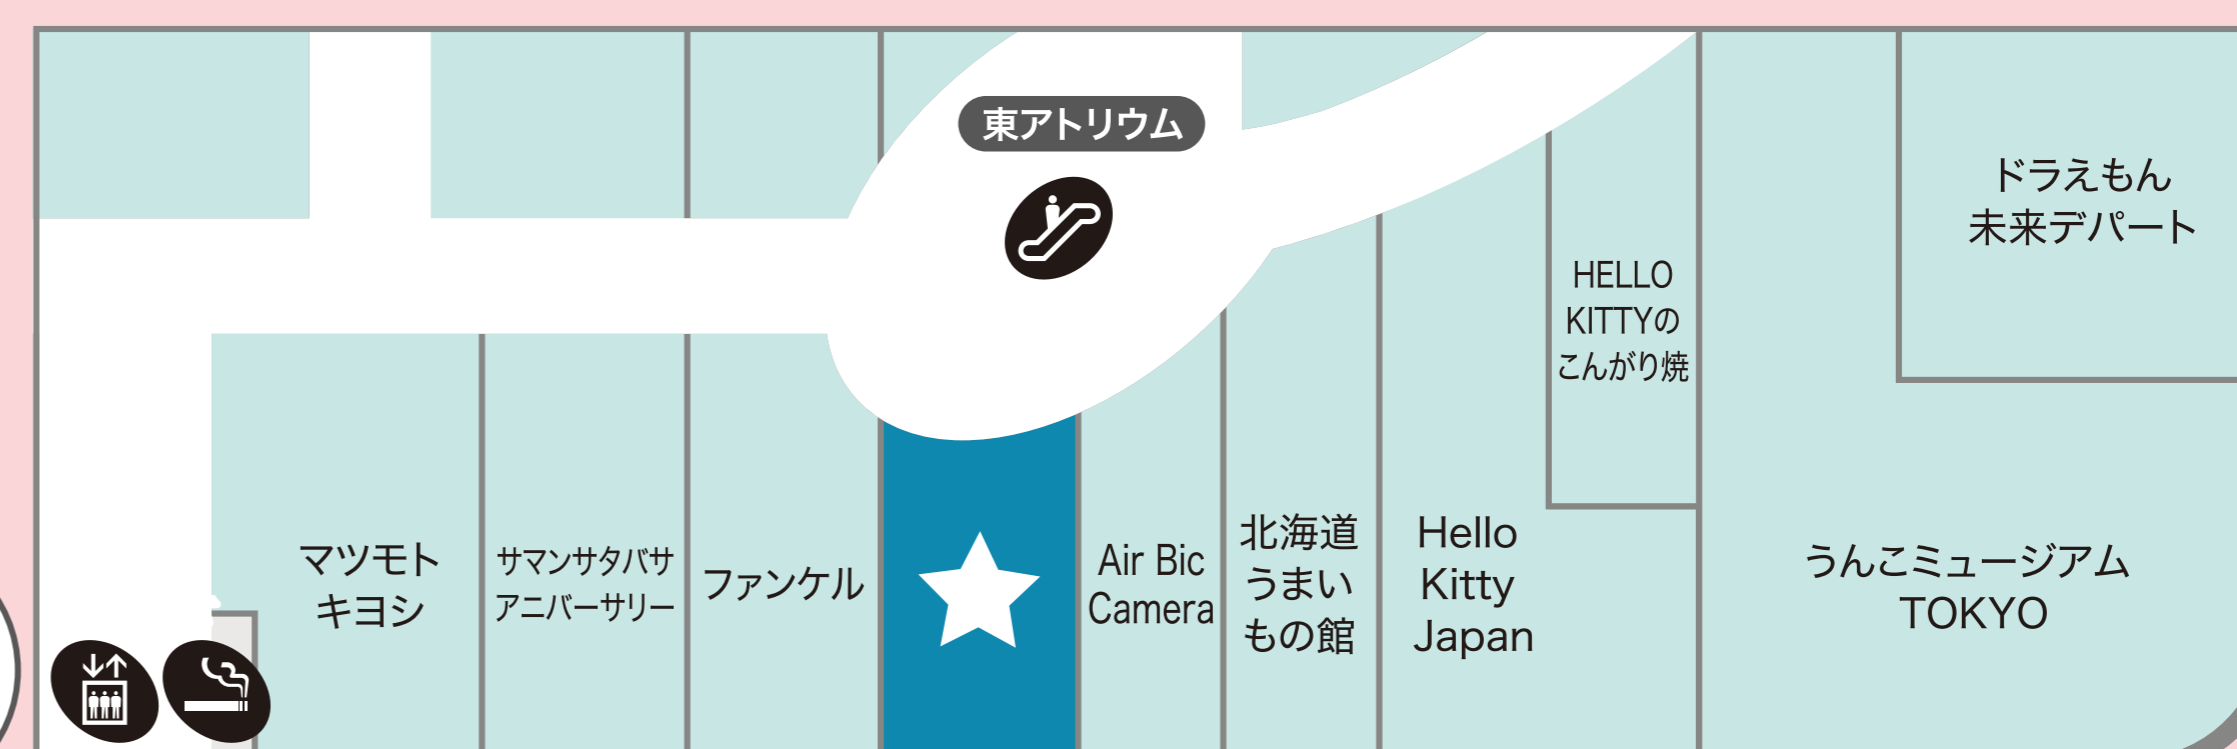 東アトリウム
ドラえもん
未来デパート
HELLO
KITTYの
こんがり焼
マツモト
キヨシ
サマンサタバサ
アニバーサリー
ファンケル
Air Bic
Camera
北海道
うまい
もの館
Hello
Kitty
Japan
うんこミュージアム
TOKYO